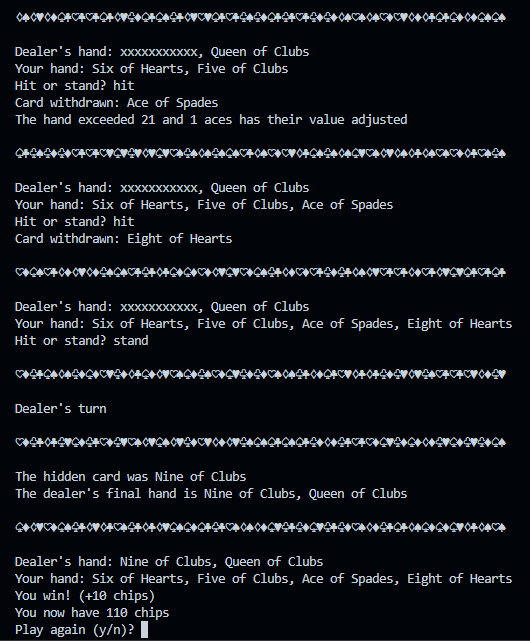 Dealer's hand: xxxxxxxxxxx, Queen of Clubs
Your hand: Six of Hearts, Five of Clubs
Hit or stand? hit
Card withdrawn: Ace of Spades
The hand exceeded 21 and 1 aces has their value adjusted
Dealer's hand: xxxxxxxxxxx, Queen of Clubs
Your hand: Six of Hearts, Five of Clubs, Ace of Spades
Hit or stand? hit
Card withdrawn: Eight of Hearts
Dealer's hand: xxxxxxxxxxx, Queen of Clubs
Your hand: Six of Hearts, Five of Clubs, Ace of Spades, Eight of Hearts
Hit or stand? stand
Dealer's turn
The hidden card was Nine of Clubs
The dealer's final hand is Nine of Clubs, Queen of Clubs
Dealer's hand: Nine of Clubs, Queen of Clubs
Your hand: Six of Hearts, Five of Clubs, Ace of Spades, Eight of Hearts
You win! (+10 chips)
You now have 110 chips
Play again (y/n)?